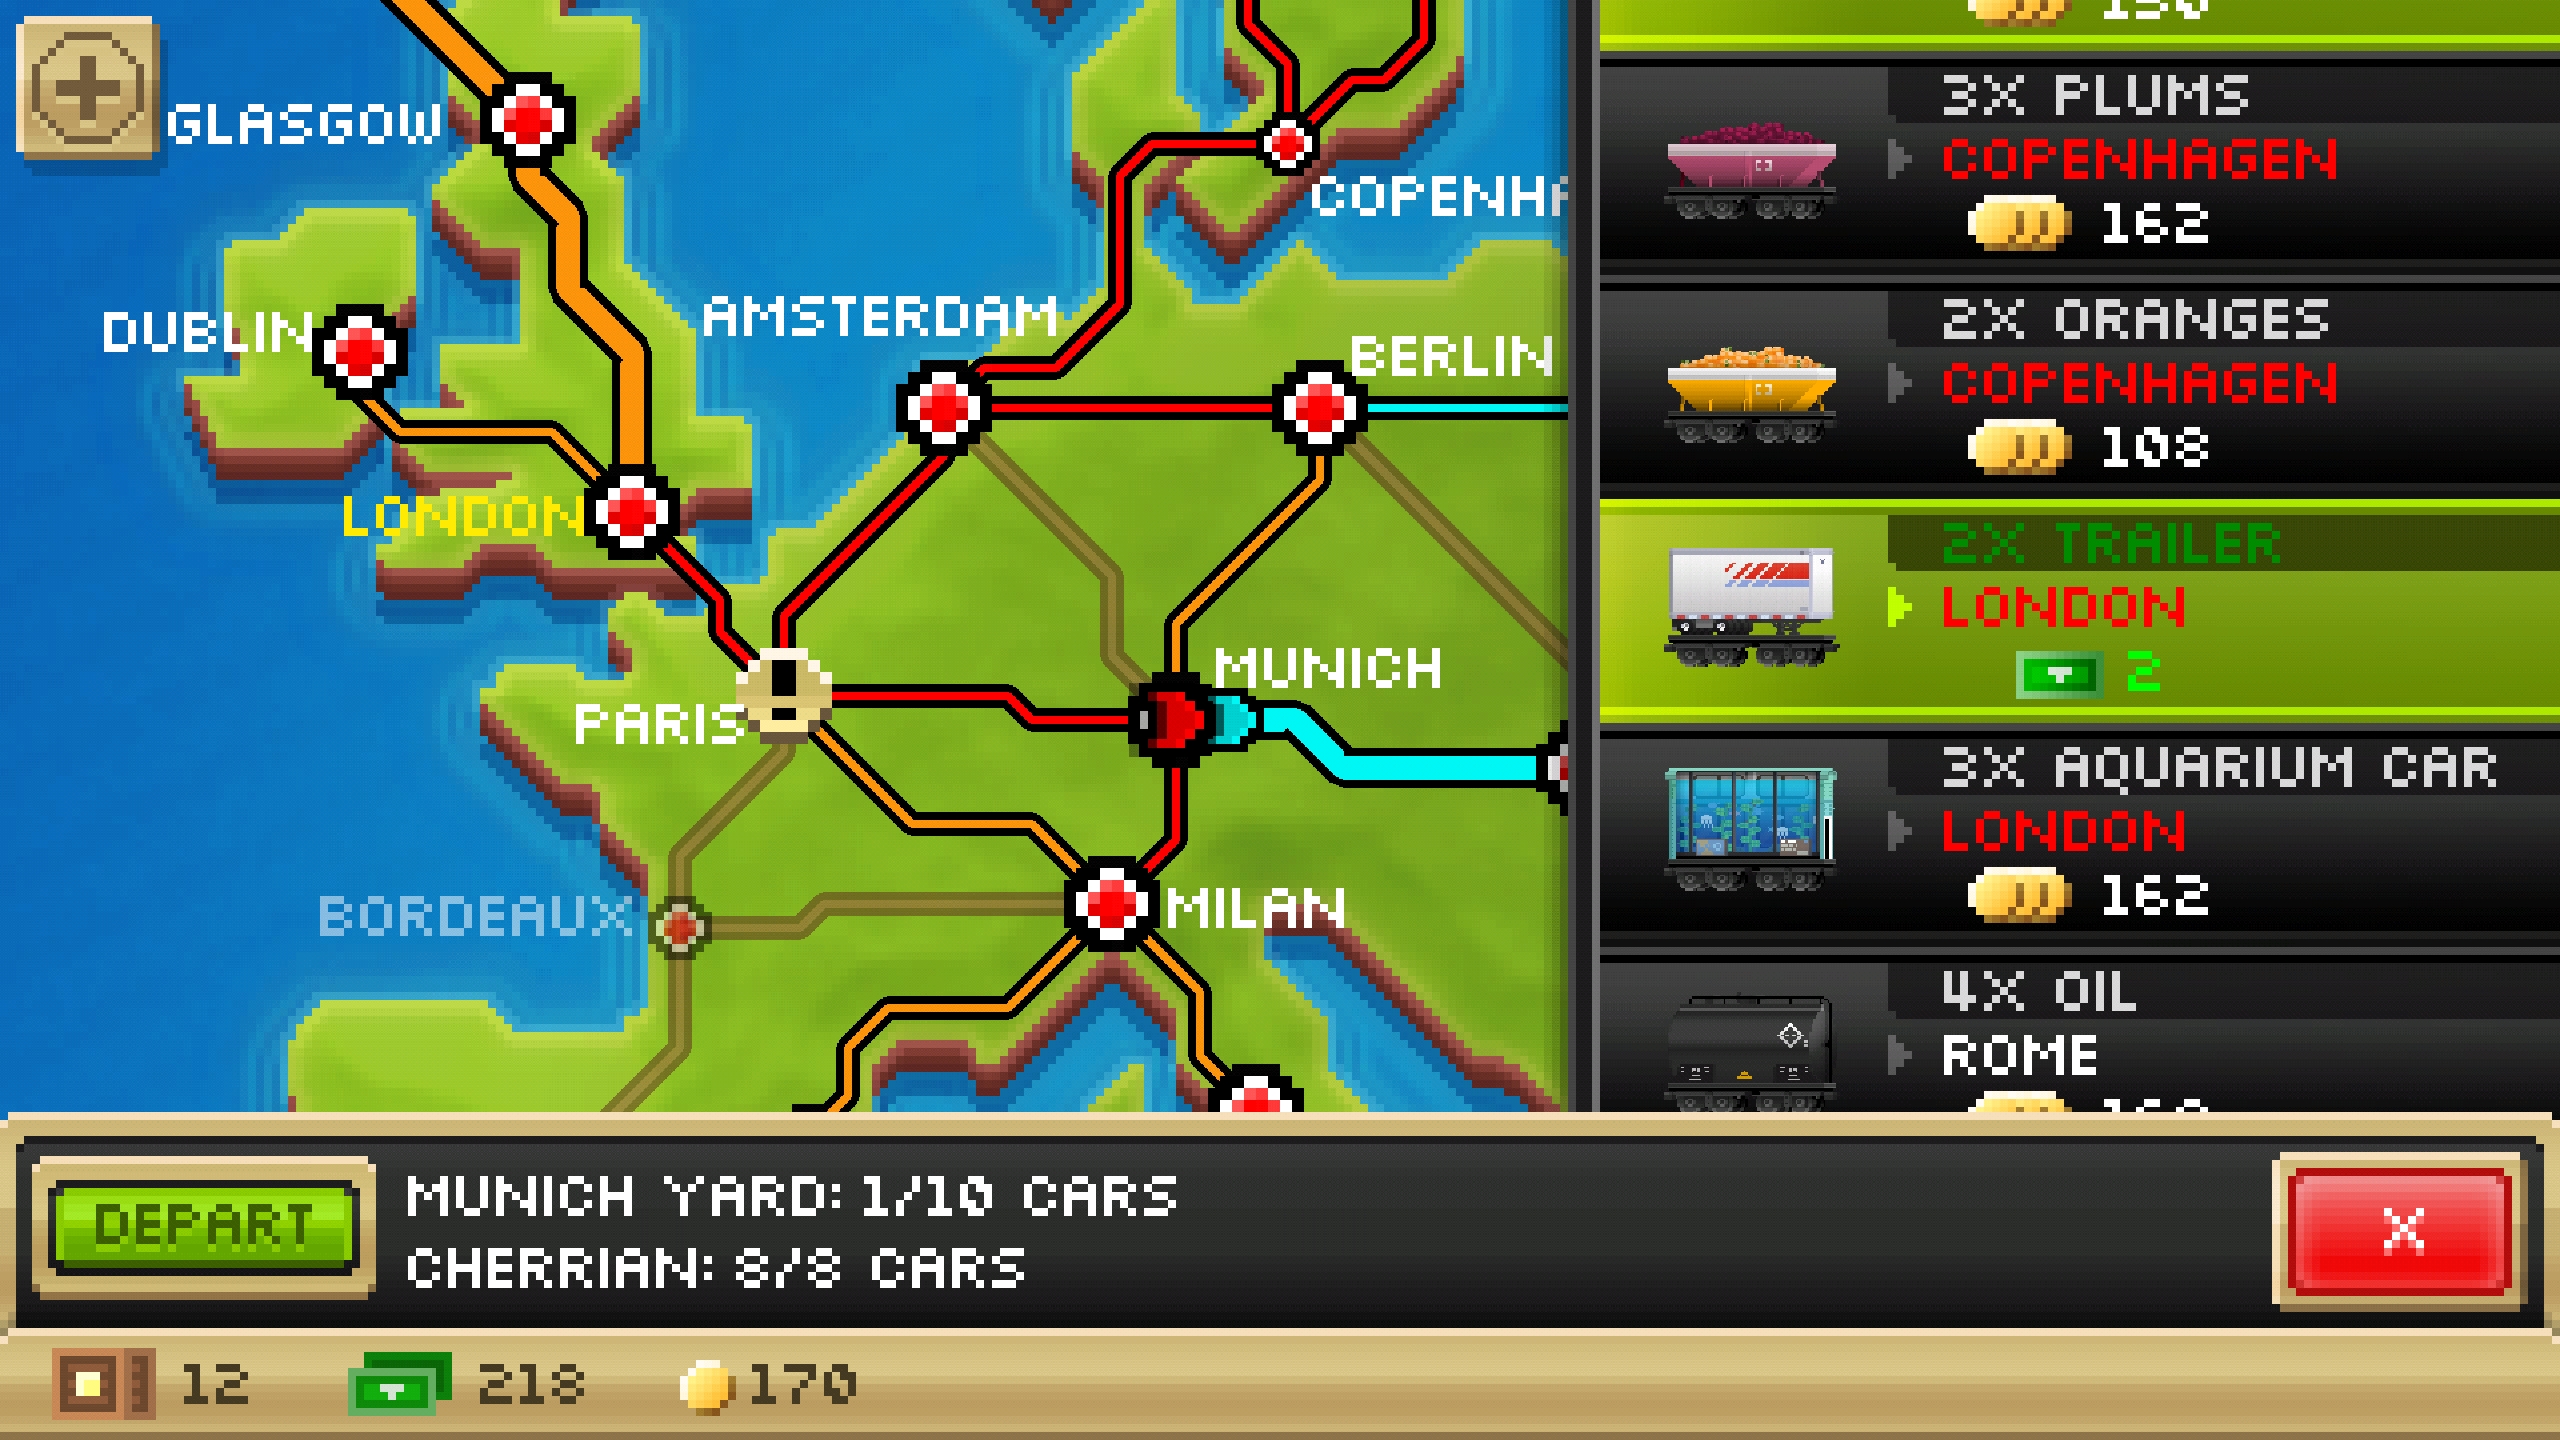 GLASGOW
COPENHA
DUBLIN
AMSTERDAM
BERLIN
LONDON
MUNICH
PARIS
BORDEAUX
MILAN
3X PLUMS
COPENHAGEN
162
2X ORANGES
COPENHAGEN
108
2X TRAILER
LONDON
2
3X AQUARIUM CAR
LONDON
162
4X OIL
ROME
DEPART
MUNICH YARD: 1/10 CARS
CHERRIAN: 8/8 CARS
X
12
218
170